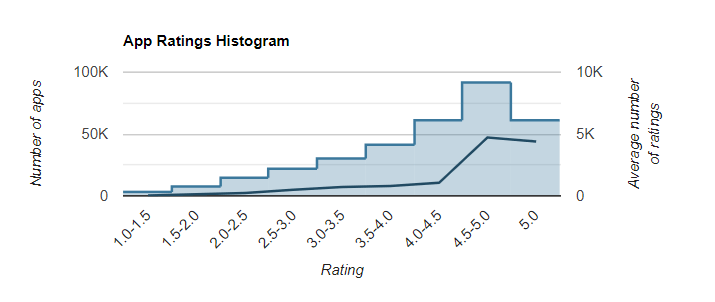 App Ratings Histogram
100K
50K
0
10K
5K
0
Number of apps
Average number
of ratings
1.0-1.5
1.5-2.0
2.0-2.5
2.5-3.0
3.0-3.5
3.5-4.0
4.0-4.5
4.5-5.0
5.0
Rating